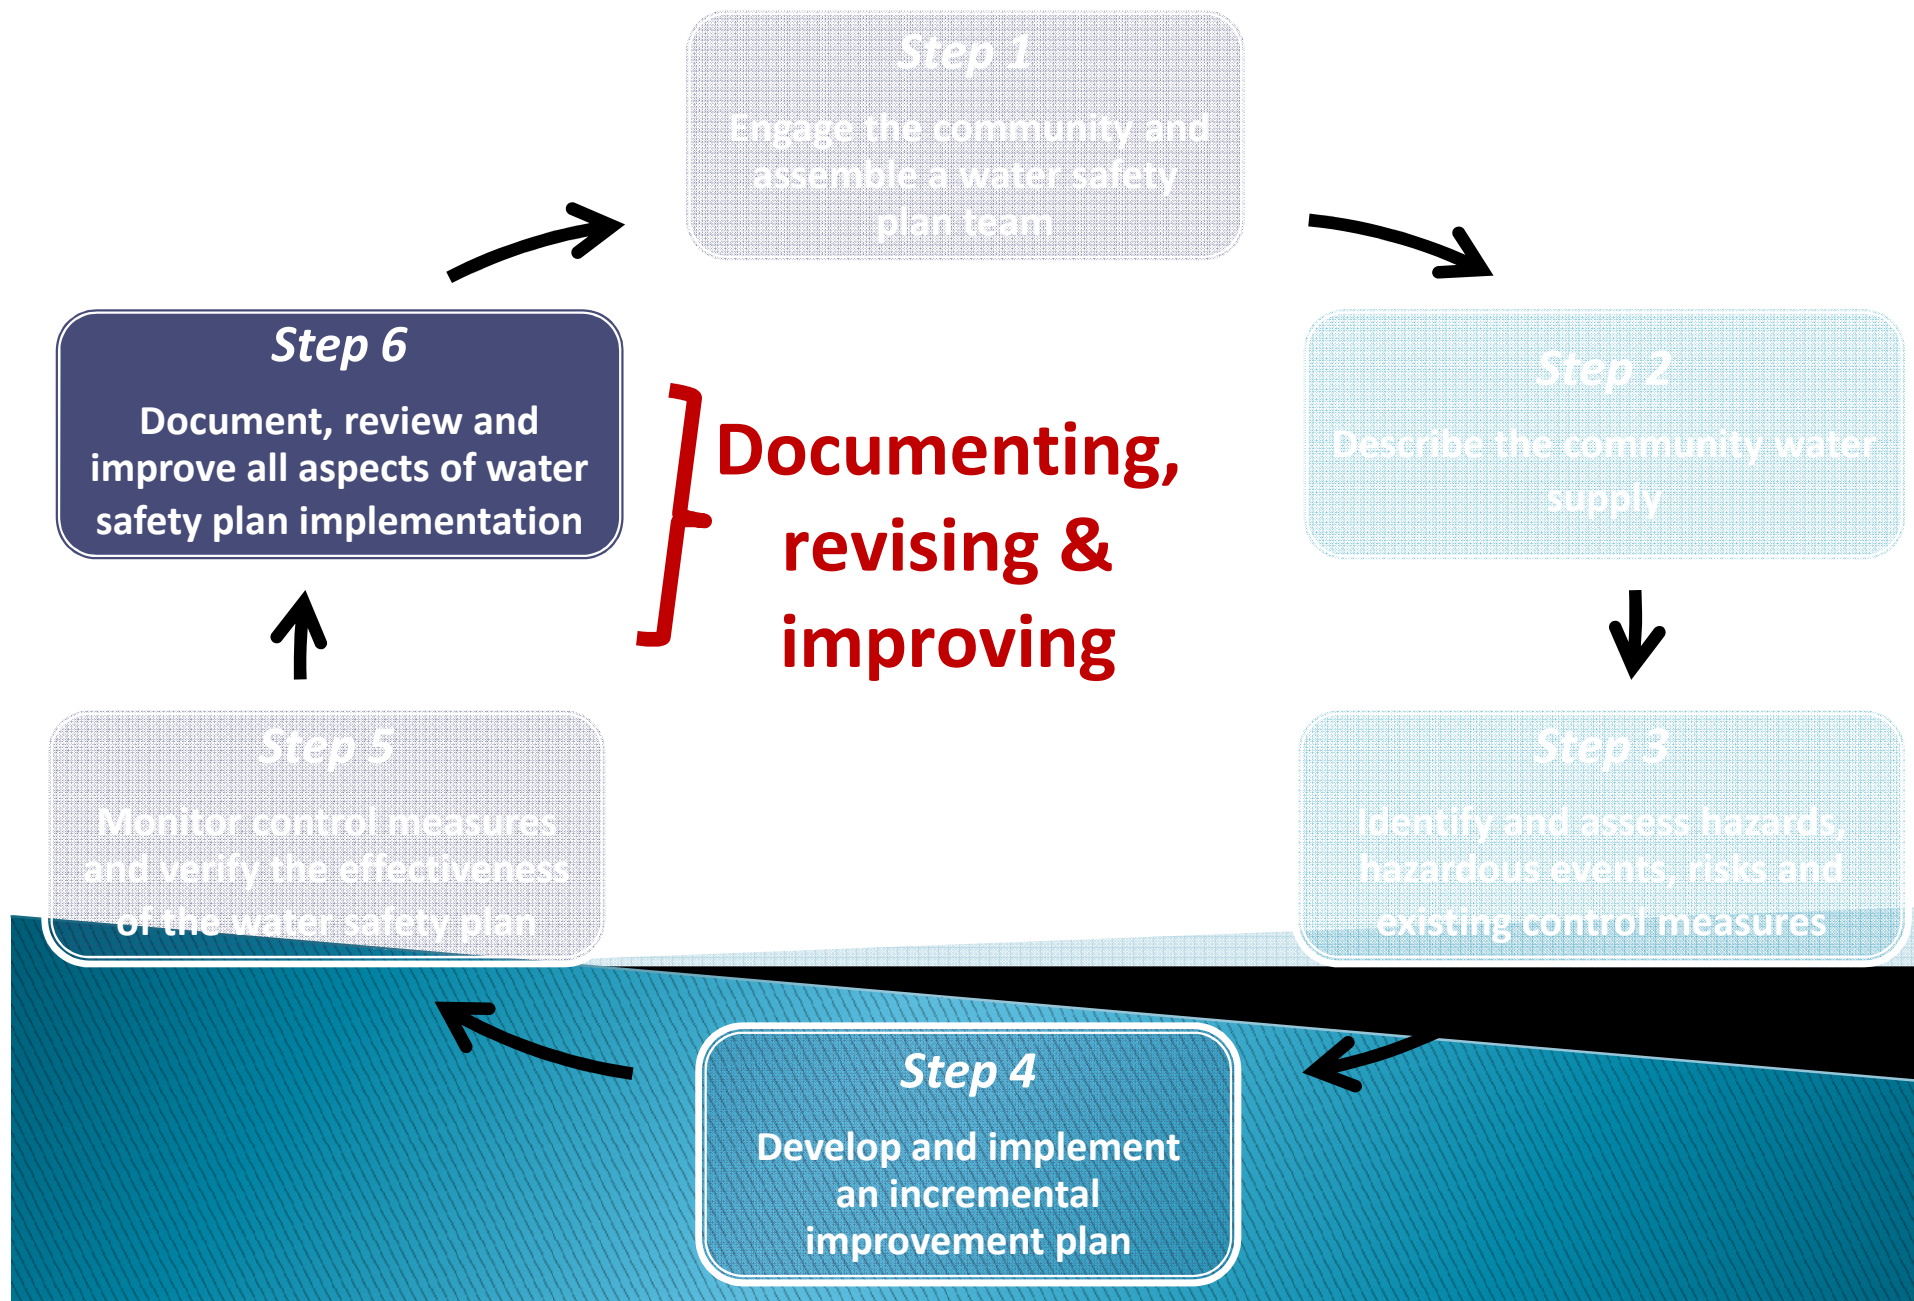 Step 1
Engage the community and
assemble a water safety
plan team
Step 2
Describe the community water
supply
Step 3
Identify and assess hazards,
hazardous events, risks and
existing control measures
Step 4
Develop and implement
an incremental
improvement plan
Step 5
Monitor control measures
and verify the effectiveness
of the water safety plan
Step 6
Document, review and
improve all aspects of water
safety plan implementation
Documenting,
revising &
improving